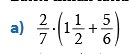 a) 2/7 · (1 1/2 + 5/6)